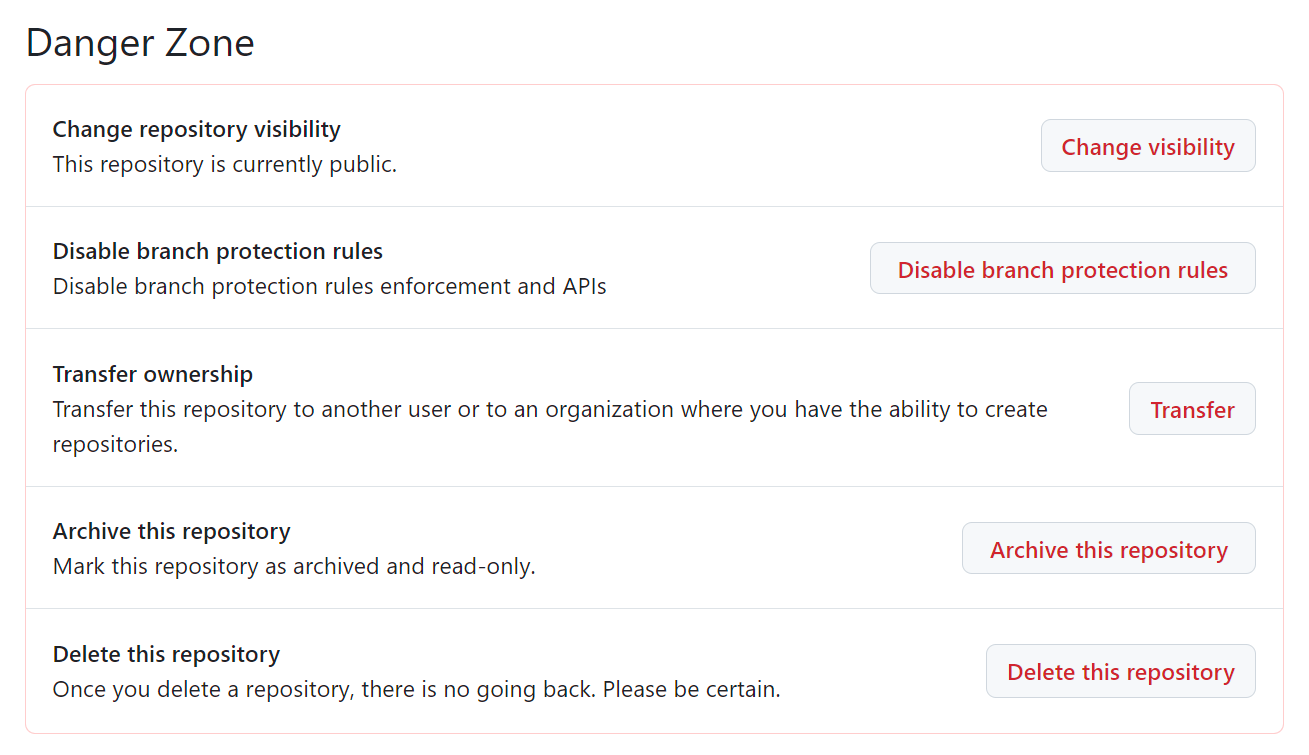 Danger Zone
Change repository visibility
This repository is currently public.
Change visibility
Disable branch protection rules
Disable branch protection rules enforcement and APIs
Disable branch protection rules
Transfer ownership
Transfer this repository to another user or to an organization where you have the ability to create
repositories.
Transfer
Archive this repository
Mark this repository as archived and read-only.
Archive this repository
Delete this repository
Once you delete a repository, there is no going back. Please be certain.
Delete this repository